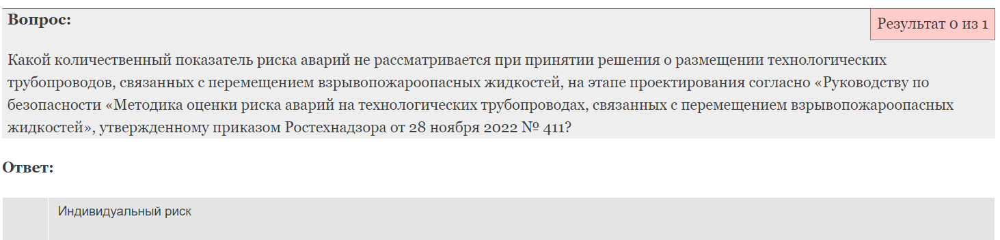 Вопрос:
Результат 0 из 1
Какой количественный показатель риска аварий не рассматривается при принятии решения о размещении технологических
трубопроводов, связанных с перемещением взрывопожароопасных жидкостей, на этапе проектирования согласно «Руководству по
безопасности «Методика оценки риска аварий на технологических трубопроводах, связанных с перемещением взрывопожароопасных
жидкостей», утвержденному приказом Ростехнадзора от 28 ноября 2022 № 411?
Ответ:
Индивидуальный риск